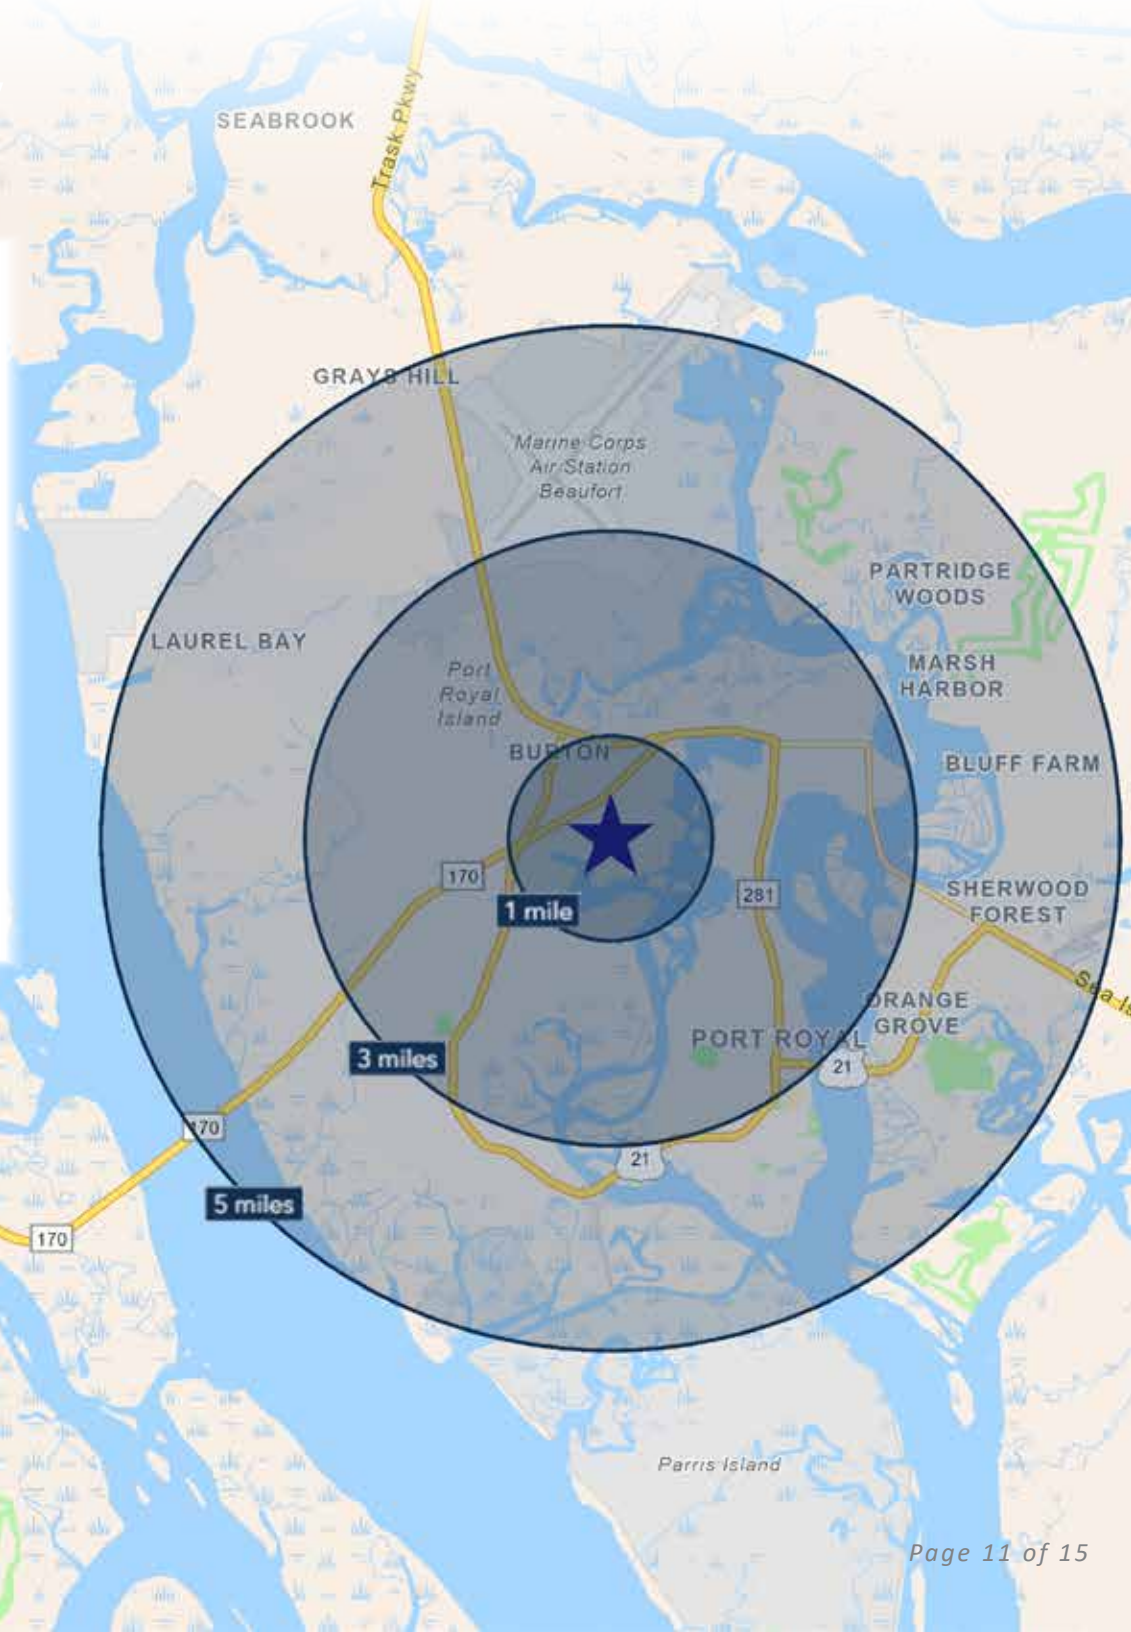 SEABROOK
Trask Pkwy
GRAYS HILL
Marine Corps
Air Station
Beaufort
PARTRIDGE
WOODS
LAUREL BAY
MARSH
HARBOR
Port
Royal
Island
BURTON
BLUFF FARM
170
281
SHERWOOD
FOREST
1 mile
Sea Is
ORANGE
GROVE
PORT ROYAL
3 miles
21
170
21
5 miles
170
Parris Island
Page 11 of 15